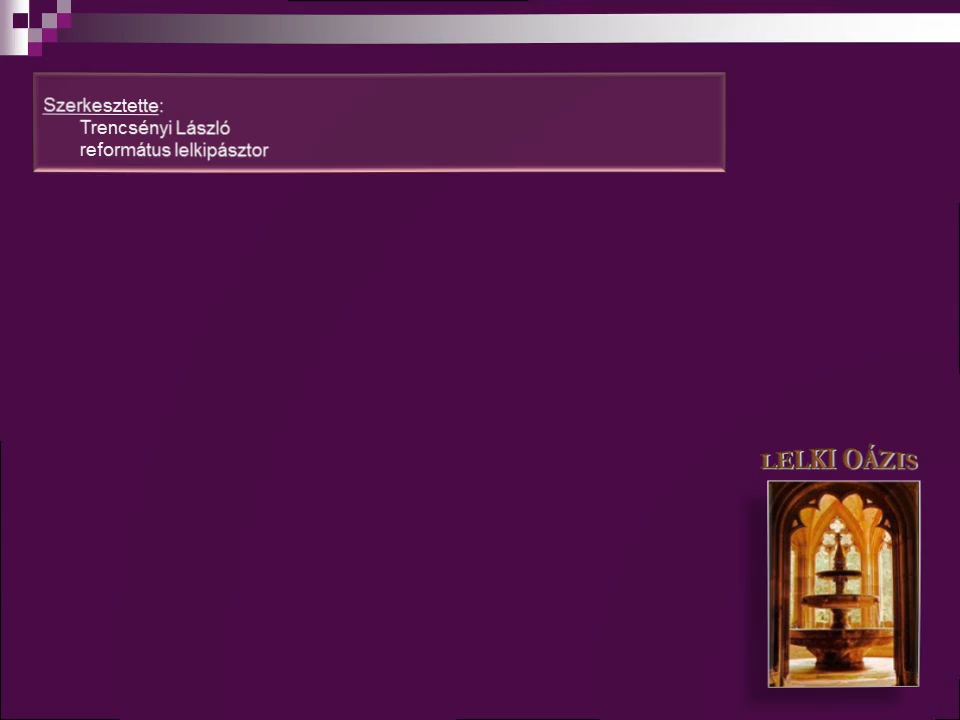 Szerkesztette:
Trencsényi László
református lelkipásztor
LELKI OÁZIS